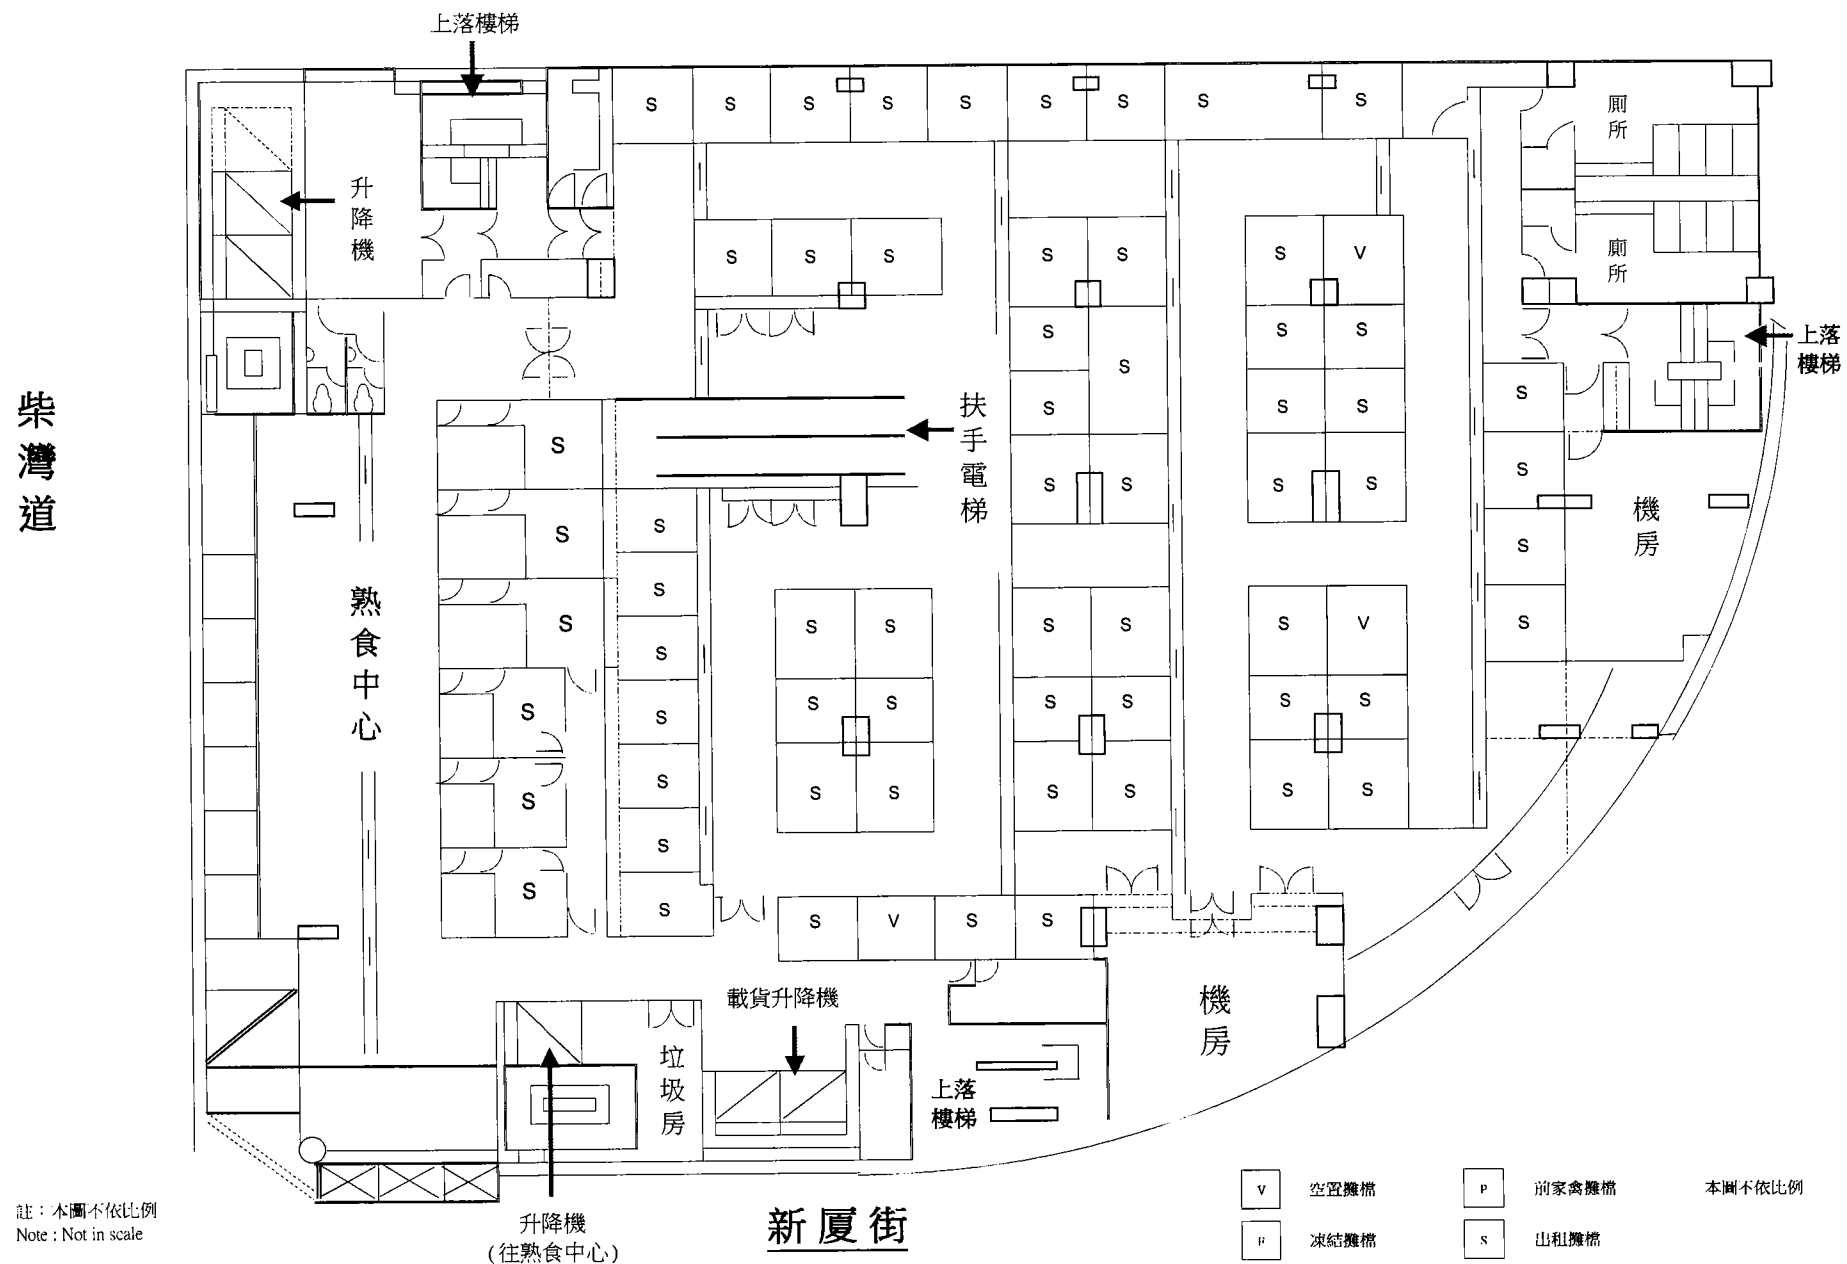 上落樓梯
S S S S S S S S S
廁所
升降機
S S S S S S V
廁所
上落
樓梯
S S S
S
柴灣道
扶手電梯
S S S S
S
S S S S S
S
機房
S
S
S
熟食中心
S
S
S S S S S V S
S
S
S S S S S S
S
S
S S S S S S
S
S
S
S V S S
載貨升降機
機房
垃圾房
上落
樓梯
V 空置攤檔
P 前家禽攤檔
本圖不依比例
F 凍結攤檔
S 出租攤檔
註：本圖不依比例
Note : Not in scale
升降機
(往熟食中心)
新厦街